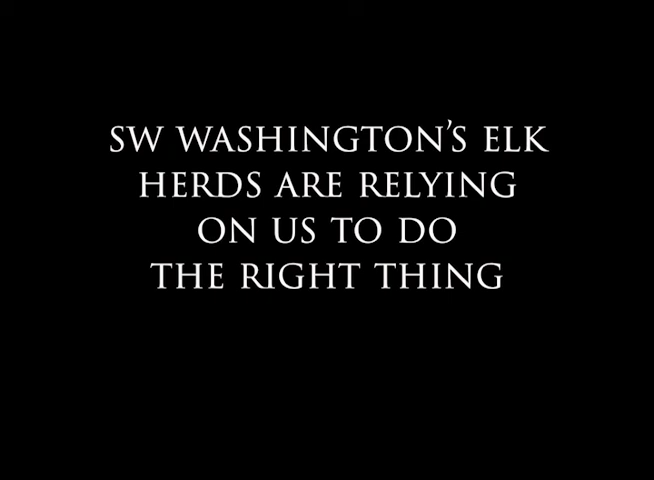 SW WASHINGTON'S ELK
HERDS ARE RELYING
ON US TO DO
THE RIGHT THING